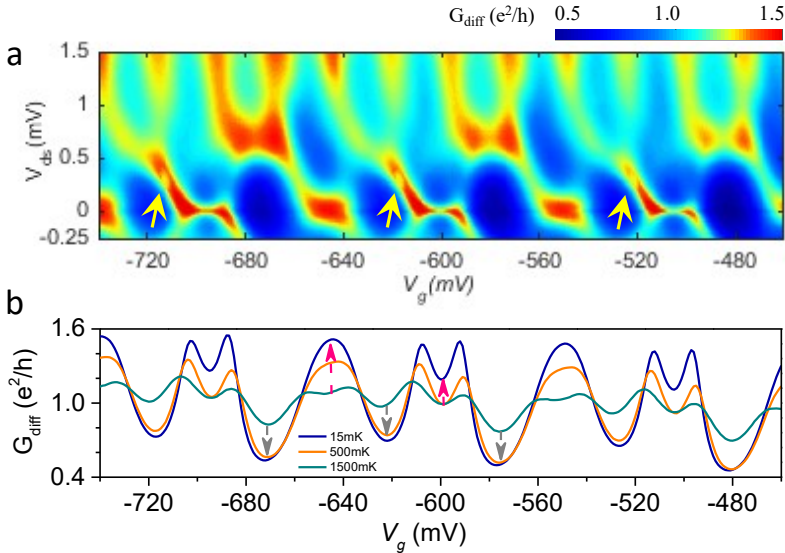 G_diff (e²/h) 0.5 1.0 1.5
a
V_ds (mV)
1.5
1
0.5
0
-0.25
-720 -680 -640 -600 -560 -520 -480
V_g(mV)
b
G_diff (e²/h)
1.6
1.0
0.4
15mK
500mK
1500mK
-720 -680 -640 -600 -560 -520 -480
V_g (mV)